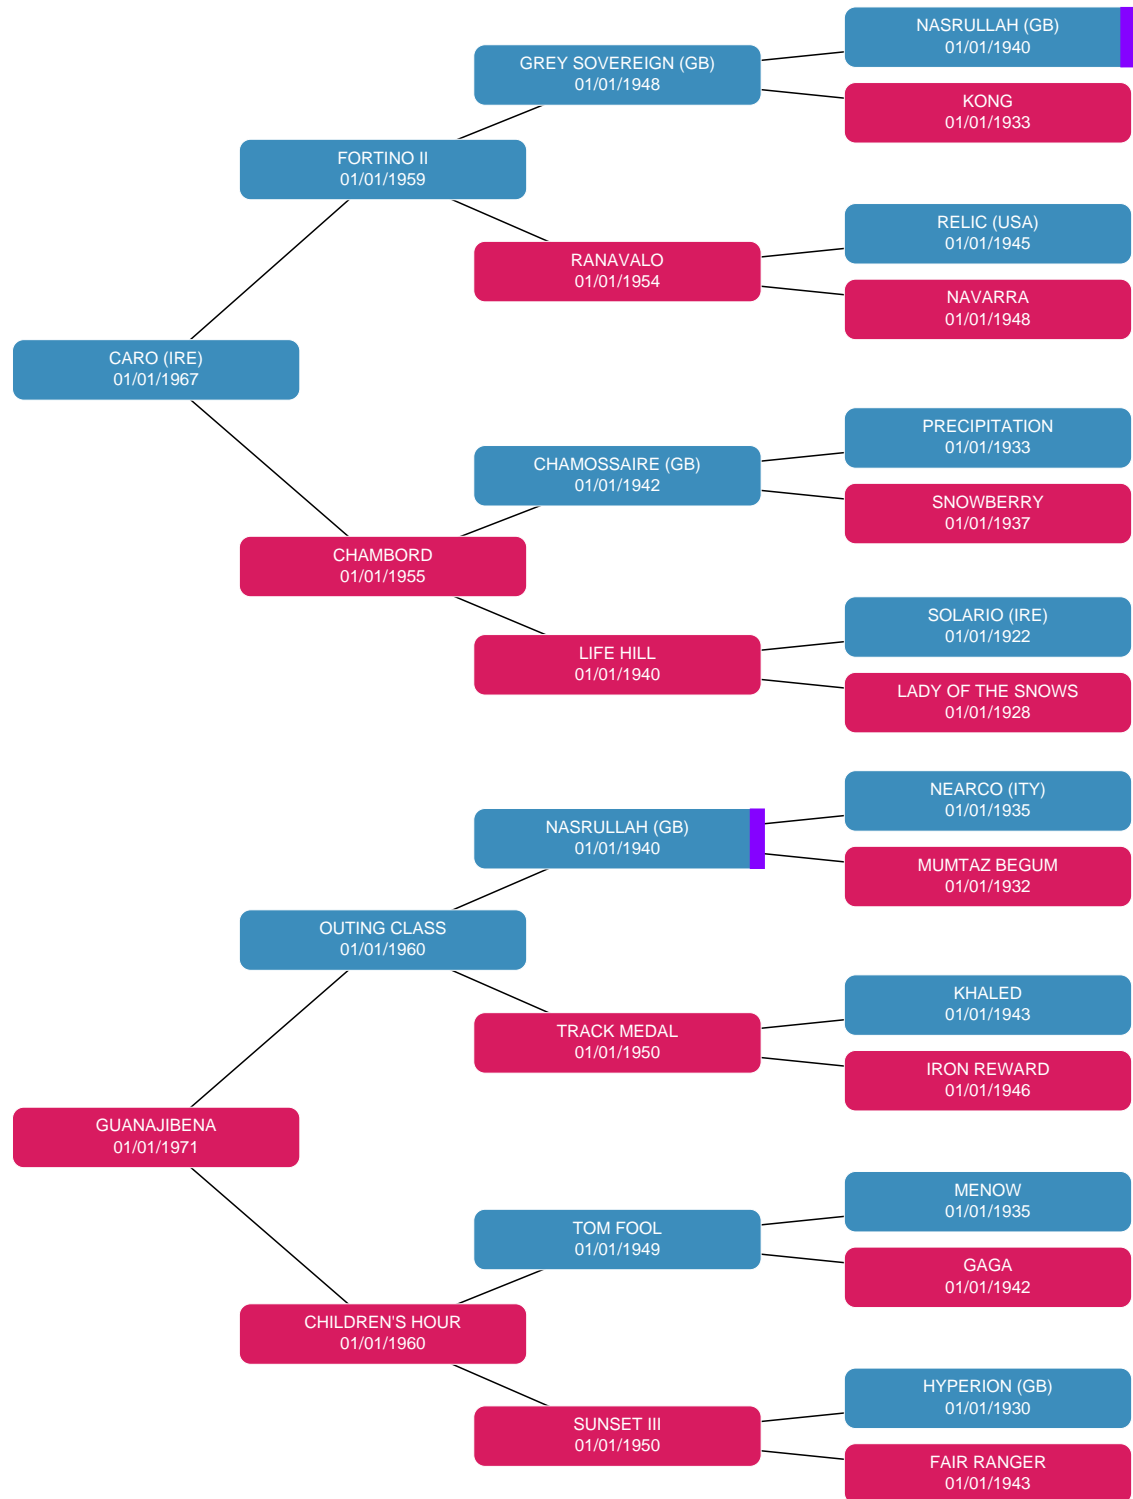 NASRULLAH (GB)
01/01/1940
GREY SOVEREIGN (GB)
01/01/1948
KONG
01/01/1933
FORTINO II
01/01/1959
RELIC (USA)
01/01/1945
RANAVALO
01/01/1954
NAVARRA
01/01/1948
CARO (IRE)
01/01/1967
PRECIPITATION
01/01/1933
CHAMOSSAIRE (GB)
01/01/1942
SNOWBERRY
01/01/1937
CHAMBORD
01/01/1955
SOLARIO (IRE)
01/01/1922
LIFE HILL
01/01/1940
LADY OF THE SNOWS
01/01/1928
NEARCO (ITY)
01/01/1935
NASRULLAH (GB)
01/01/1940
MUMTAZ BEGUM
01/01/1932
OUTING CLASS
01/01/1960
KHALED
01/01/1943
TRACK MEDAL
01/01/1950
IRON REWARD
01/01/1946
GUANAJIBENA
01/01/1971
MENOW
01/01/1935
TOM FOOL
01/01/1949
GAGA
01/01/1942
CHILDREN'S HOUR
01/01/1960
HYPERION (GB)
01/01/1930
SUNSET III
01/01/1950
FAIR RANGER
01/01/1943